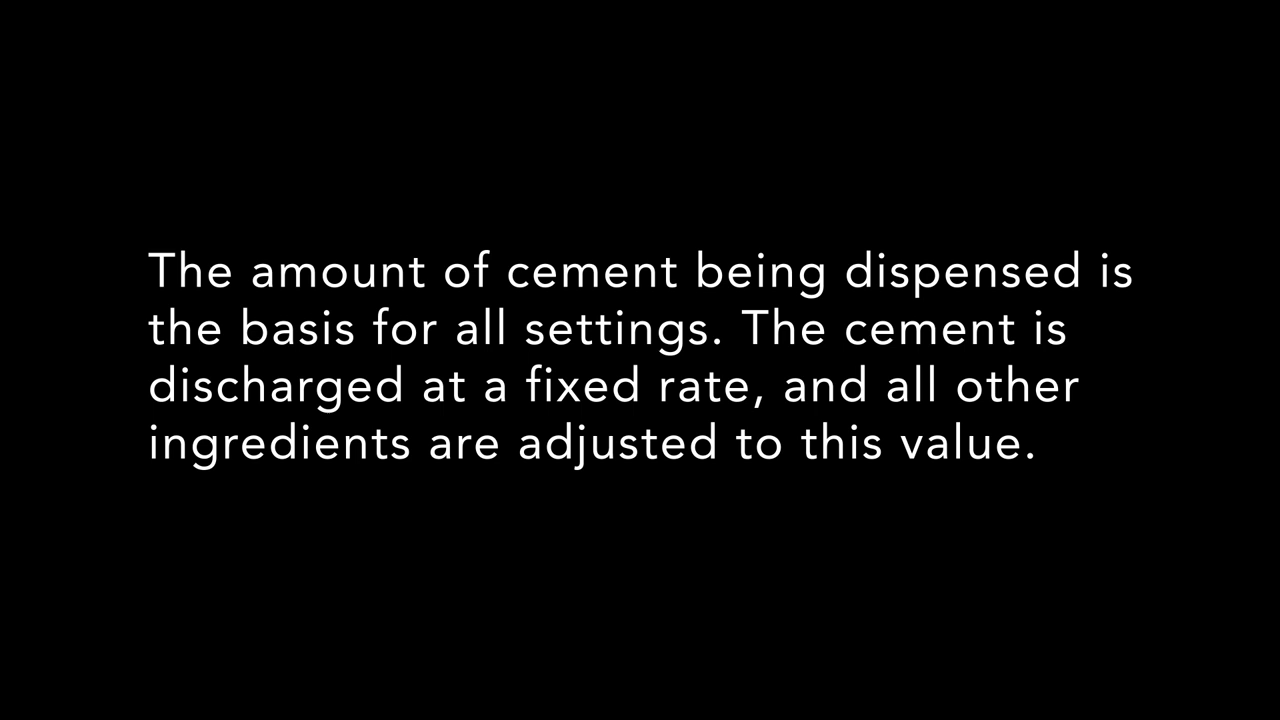 The amount of cement being dispensed is
the basis for all settings. The cement is
discharged at a fixed rate, and all other
ingredients are adjusted to this value.